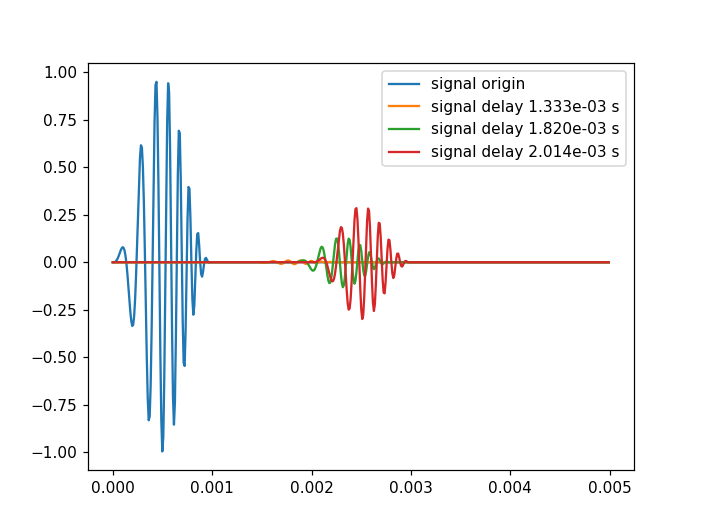 1.00
0.75
0.50
0.25
0.00
−0.25
−0.50
−0.75
−1.00
signal origin
signal delay 1.333e-03 s
signal delay 1.820e-03 s
signal delay 2.014e-03 s
0.000 0.001 0.002 0.003 0.004 0.005